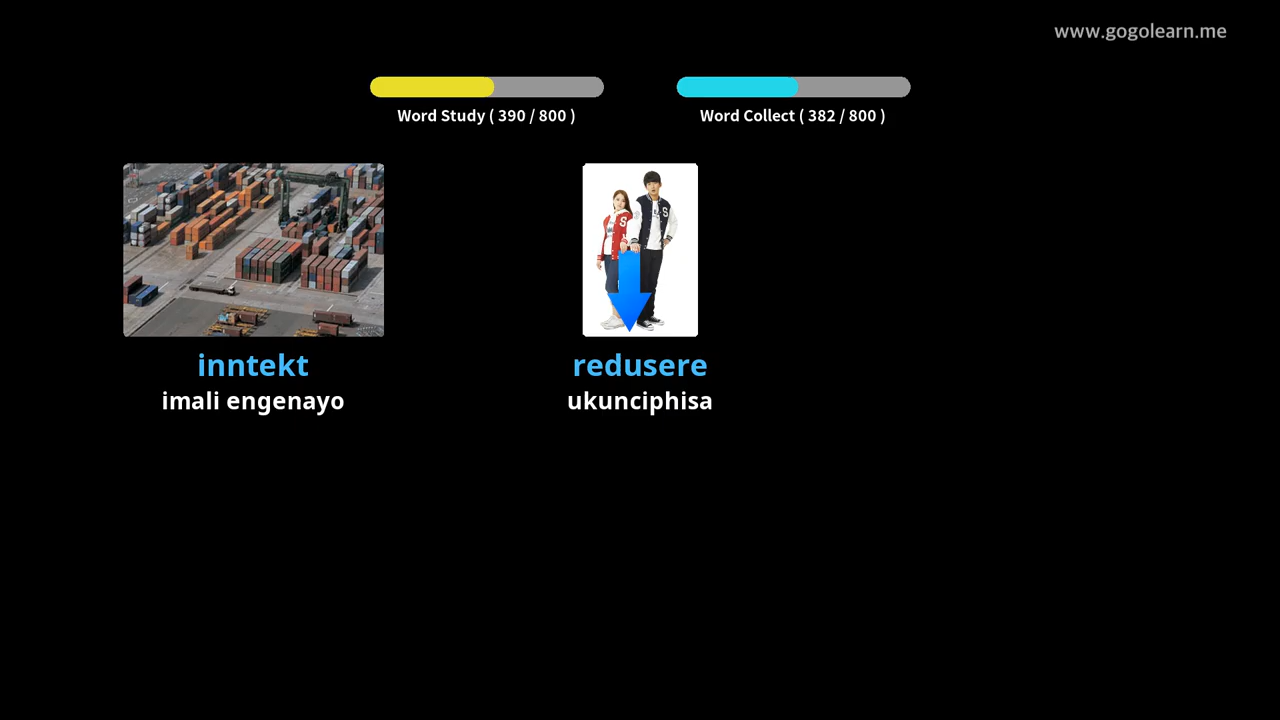 www.gogolearn.me
Word Study ( 390 / 800 )
Word Collect ( 382 / 800 )
inntekt
imali engenayo
redusere
ukunciphisa